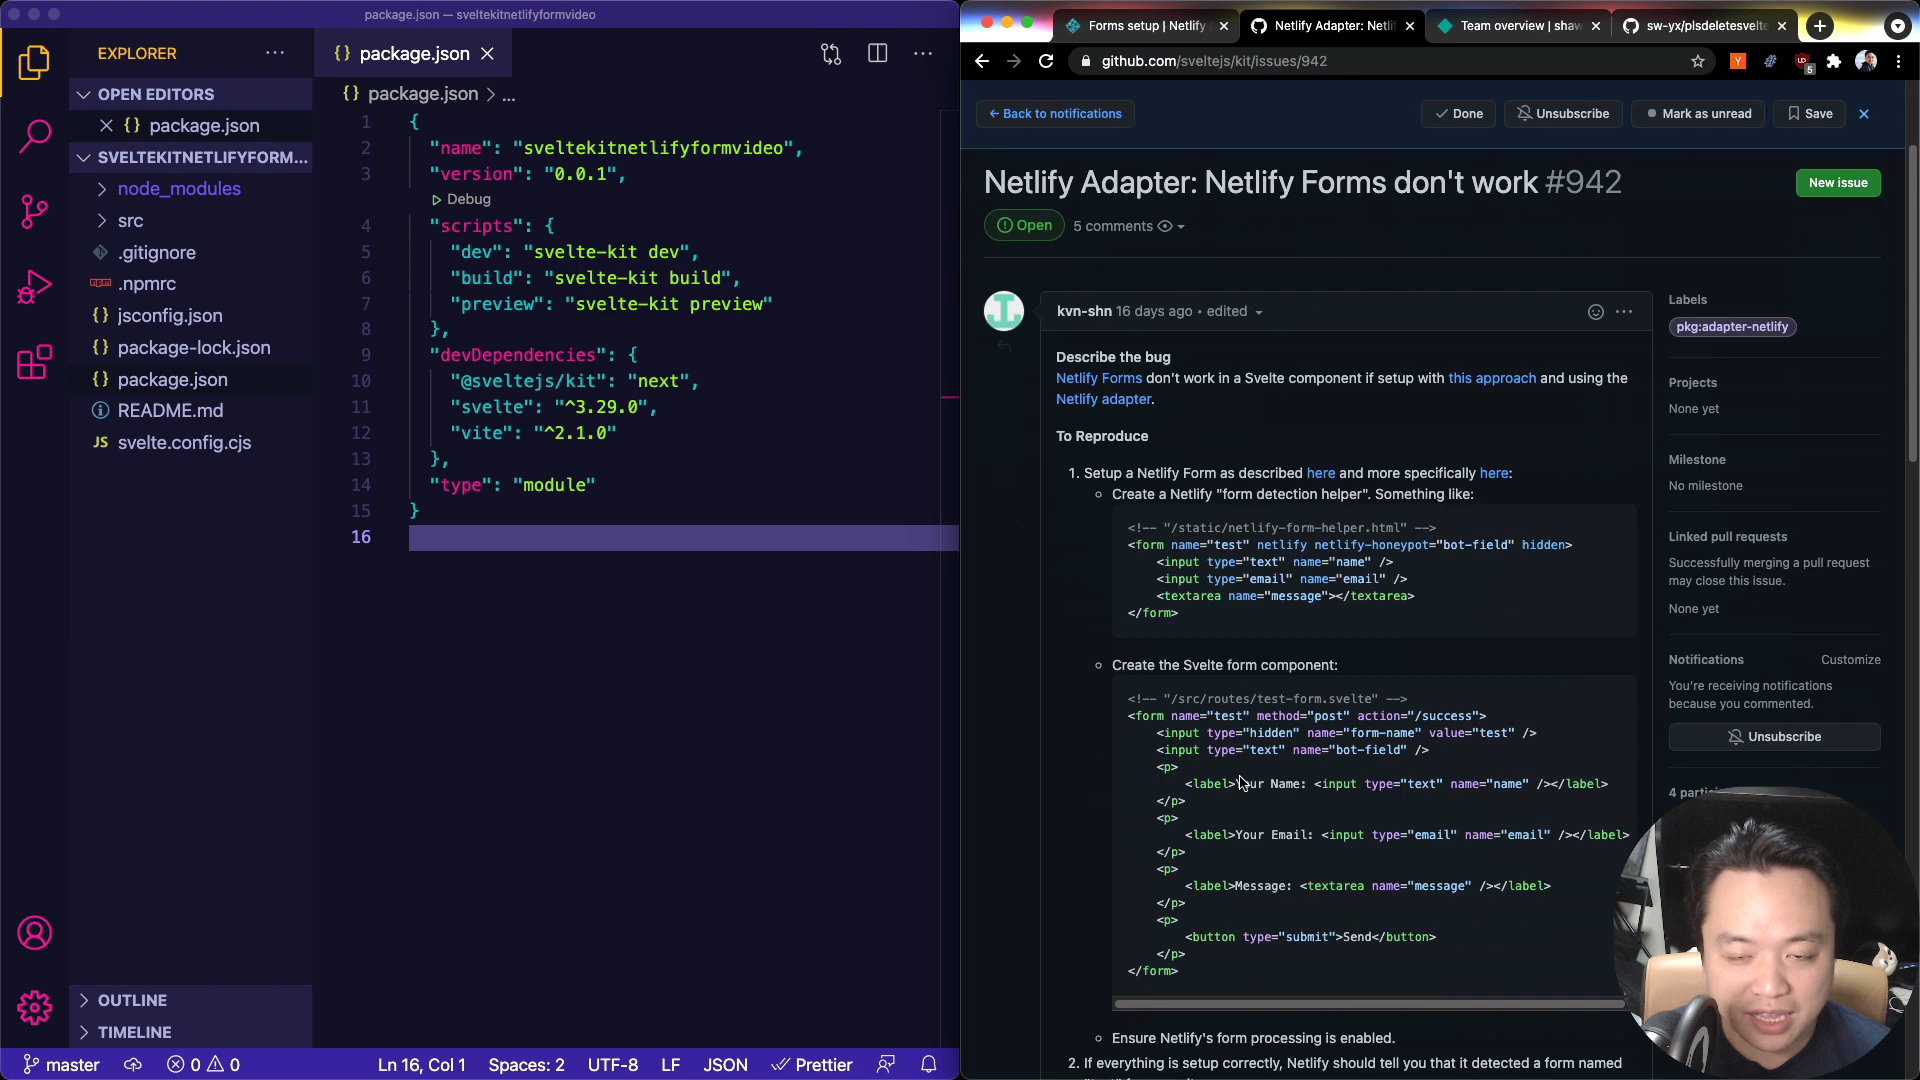 package.json — sveltekitnetlifyformvideo
EXPLORER
OPEN EDITORS
package.json
SVELTEKITNETLIFYFORM...
node_modules
src
.gitignore
.npmrc
jsconfig.json
package-lock.json
package.json
README.md
svelte.config.cjs
OUTLINE
TIMELINE
{} package.json
{} package.json > ...
1 {
2 "name": "sveltekitnetlifyformvideo",
3 "version": "0.0.1",
Debug
4 "scripts": {
5 "dev": "svelte-kit dev",
6 "build": "svelte-kit build",
7 "preview": "svelte-kit preview"
8 },
9 "devDependencies": {
10 "@sveltejs/kit": "next",
11 "svelte": "^3.29.0",
12 "vite": "^2.1.0"
13 },
14 "type": "module"
15 }
16
master 0 0 Ln 16, Col 1 Spaces: 2 UTF-8 LF JSON Prettier
Forms setup | Netlify
Netlify Adapter: Netli
Team overview | shaw
sw-yx/plsdeletesvelte
github.com/sveltejs/kit/issues/942
← Back to notifications
Done
Unsubscribe
Mark as unread
Save
Netlify Adapter: Netlify Forms don't work #942
New issue
Open
5 comments
kvn-shn 16 days ago • edited
Describe the bug
Netlify Forms don't work in a Svelte component if setup with this approach and using the
Netlify adapter.
To Reproduce
1. Setup a Netlify Form as described here and more specifically here:
Create a Netlify "form detection helper". Something like:
<!-- "/static/netlify-form-helper.html" -->
<form name="test" netlify netlify-honeypot="bot-field" hidden>
<input type="text" name="name" />
<input type="email" name="email" />
<textarea name="message"></textarea>
</form>
Create the Svelte form component:
<!-- "/src/routes/test-form.svelte" -->
<form name="test" method="post" action="/success">
<input type="hidden" name="form-name" value="test" />
<input type="text" name="bot-field" />
<p>
<label>Your Name: <input type="text" name="name" /></label>
</p>
<p>
<label>Your Email: <input type="email" name="email" /></label>
</p>
<p>
<label>Message: <textarea name="message" /></label>
</p>
<p>
<button type="submit">Send</button>
</p>
</form>
Ensure Netlify's form processing is enabled.
2. If everything is setup correctly, Netlify should tell you that it detected a form named
Labels
pkg:adapter-netlify
Projects
None yet
Milestone
No milestone
Linked pull requests
Successfully merging a pull request
may close this issue.
None yet
Notifications
Customize
You're receiving notifications
because you commented.
Unsubscribe
4 partici